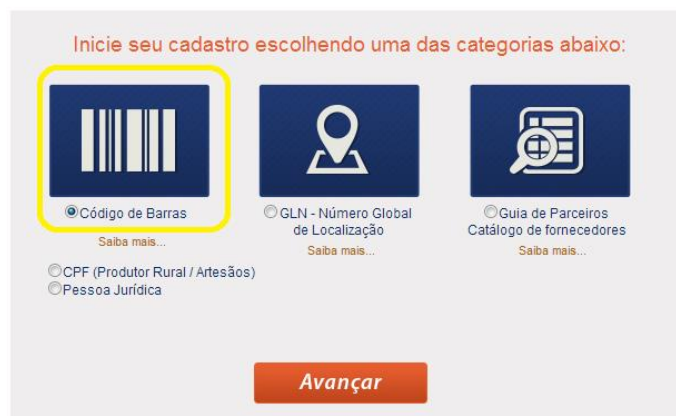 Inicie seu cadastro escolhendo uma das categorias abaixo:
Código de Barras
Saiba mais...
GLN - Número Global
de Localização
Saiba mais...
Guia de Parceiros
Catálogo de fornecedores
Saiba mais...
CPF (Produtor Rural / Artesãos)
Pessoa Jurídica
Avançar